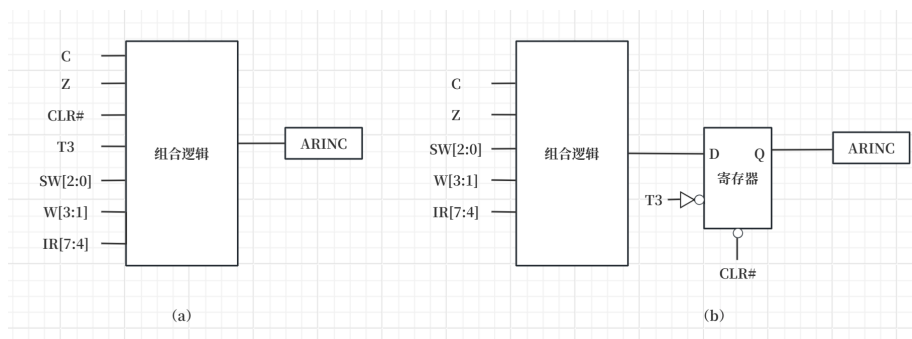 C
Z
CLR#
T3
SW[2:0]
W[3:1]
IR[7:4]
组合逻辑
ARINC
(a)
C
Z
SW[2:0]
W[3:1]
IR[7:4]
组合逻辑
D Q
寄存器
T3
CLR#
ARINC
(b)